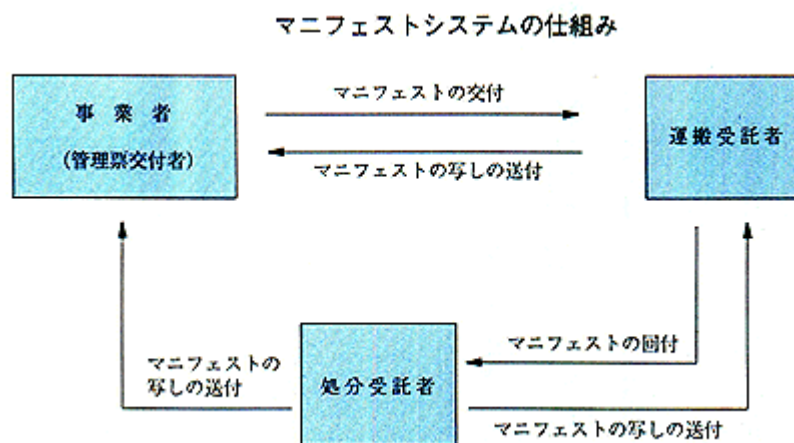 マニフェストシステムの仕組み
事業者
(管理票交付者)
マニフェストの交付
マニフェストの写しの送付
運搬受託者
マニフェストの
写しの送付
処分受託者
マニフェストの回付
マニフェストの写しの送付